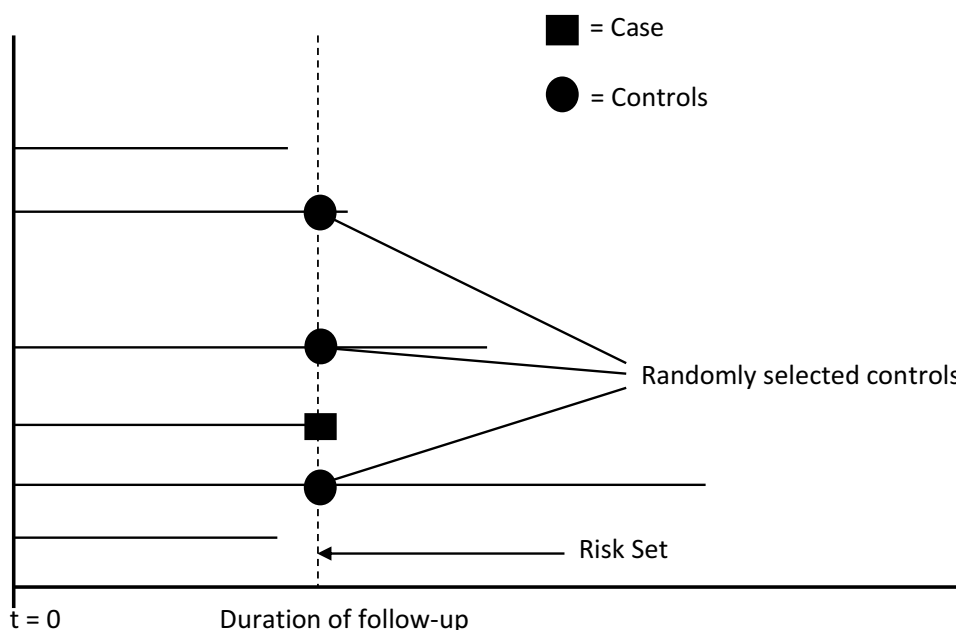 = Case
= Controls
Randomly selected controls
Risk Set
t = 0
Duration of follow-up